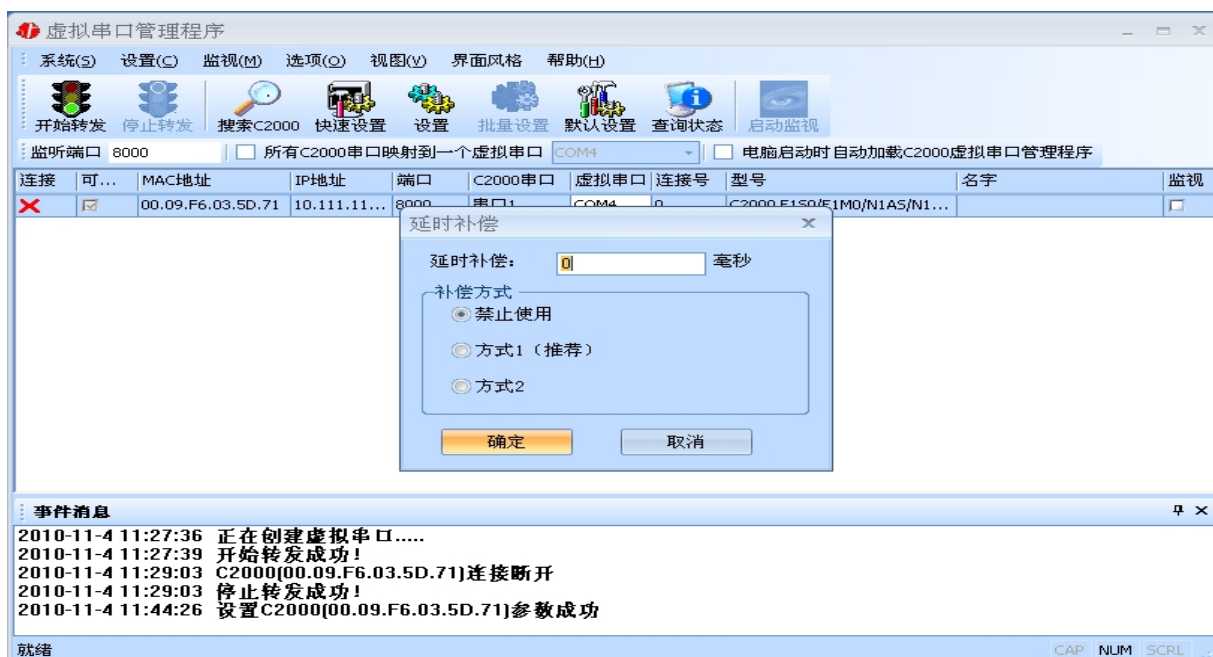 虚拟串口管理程序
系统(S) 设置(C) 监视(M) 选项(O) 视图(V) 界面风格 帮助(H)
开始转发 停止转发 搜索C2000 快速设置 设置 批量设置 默认设置 查询状态 启动监视
监听端口 8000 所有C2000串口映射到一个虚拟串口 COM4 电脑启动时自动加载C2000虚拟串口管理程序
连接 可... MAC地址 IP地址 端口 C2000串口 虚拟串口 连接号 型号 名字 监视
00.09.F6.03.5D.71 10.111.11... 8000 串口1 COM4 0 C2000 E1S0/E1M0/N1AS/N1...
延时补偿
延时补偿: 0 毫秒
补偿方式
禁止使用
方式1（推荐）
方式2
确定 取消
事件消息
2010-11-4 11:27:36 正在创建虚拟串口.....
2010-11-4 11:27:39 开始转发成功!
2010-11-4 11:29:03 C2000[00.09.F6.03.5D.71]连接断开
2010-11-4 11:29:03 停止转发成功!
2010-11-4 11:44:26 设置C2000[00.09.F6.03.5D.71]参数成功
就绪 CAP NUM SCRL